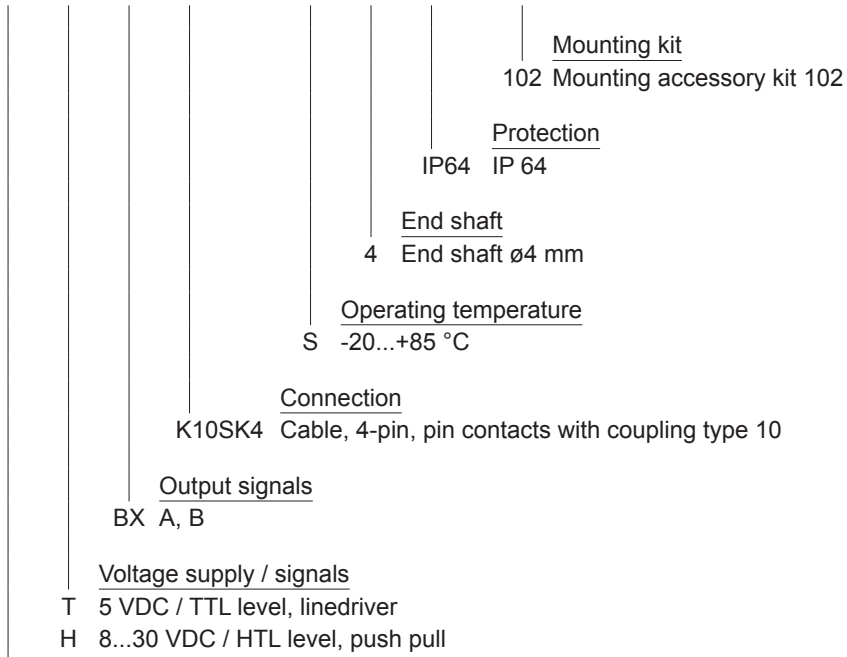 Mounting kit
102 Mounting accessory kit 102
Protection
IP64 IP 64
End shaft
4 End shaft ø4 mm
Operating temperature
S -20...+85 °C
Connection
K10SK4 Cable, 4-pin, pin contacts with coupling type 10
Output signals
BX A, B
Voltage supply / signals
T 5 VDC / TTL level, linedriver
H 8...30 VDC / HTL level, push pull